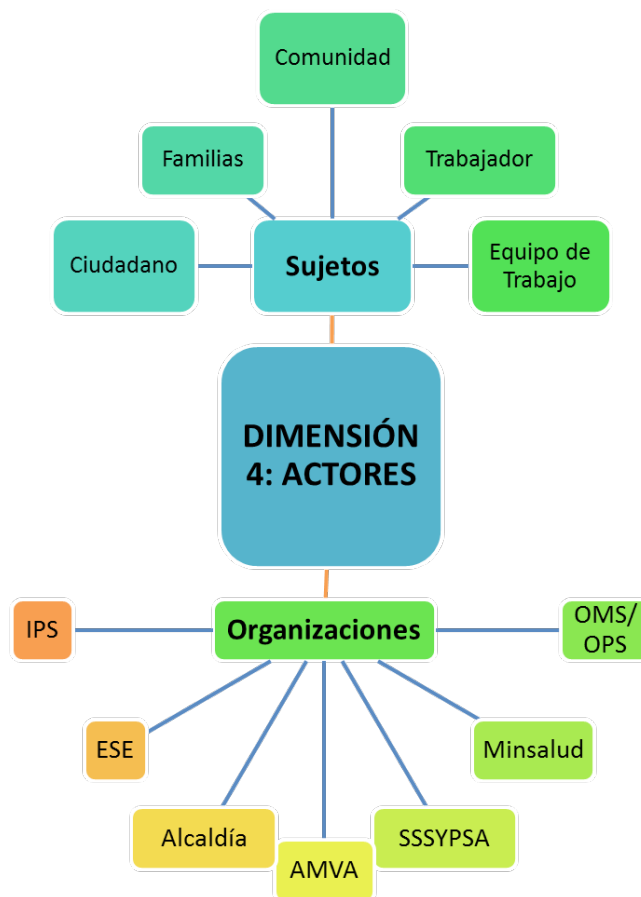 Comunidad
Familias
Trabajador
Ciudadano
Sujetos
Equipo de
Trabajo
DIMENSIÓN
4: ACTORES
IPS
Organizaciones
OMS/
OPS
ESE
Minsalud
Alcaldía
AMVA
SSSYPSA